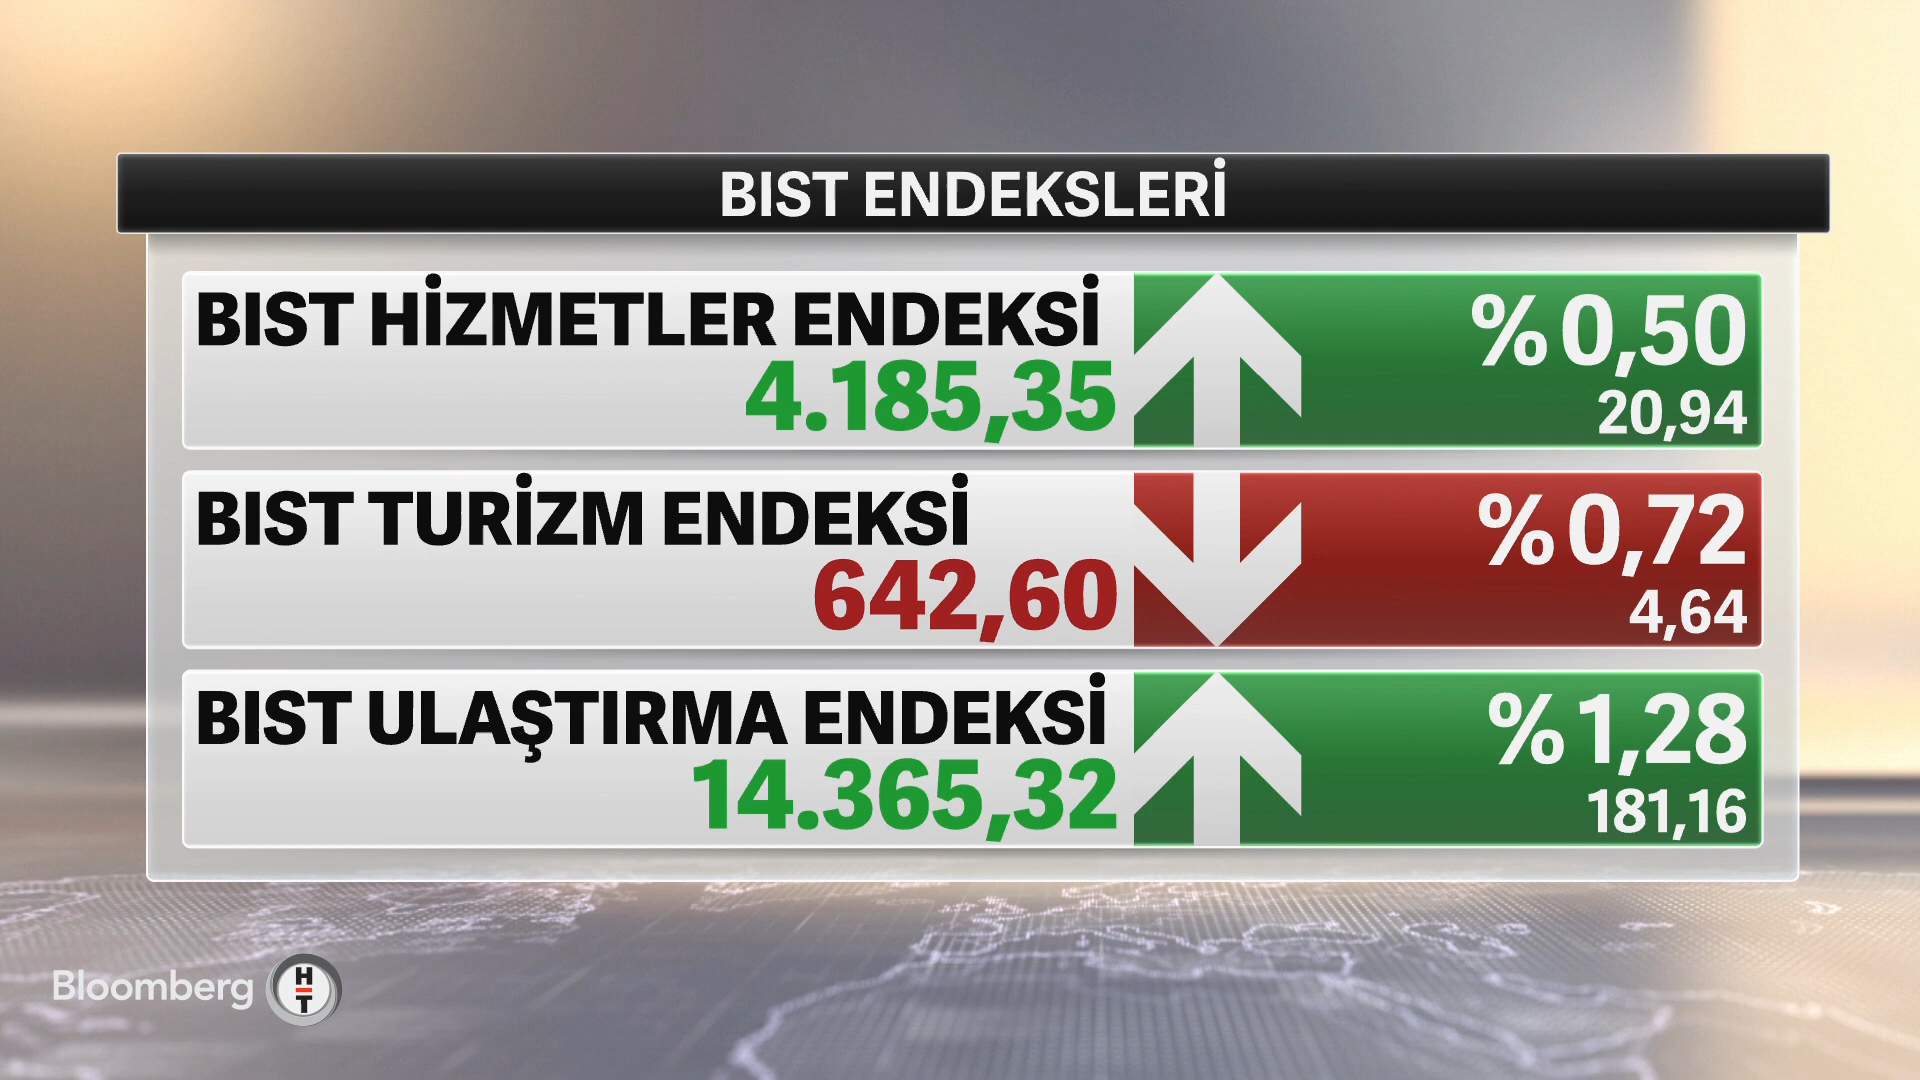 BIST ENDEKSLERİ
BIST HİZMETLER ENDEKSİ
4.185,35
% 0,50
20,94
BIST TURİZM ENDEKSİ
642,60
% 0,72
4,64
BIST ULAŞTIRMA ENDEKSİ
14.365,32
% 1,28
181,16
Bloomberg HT